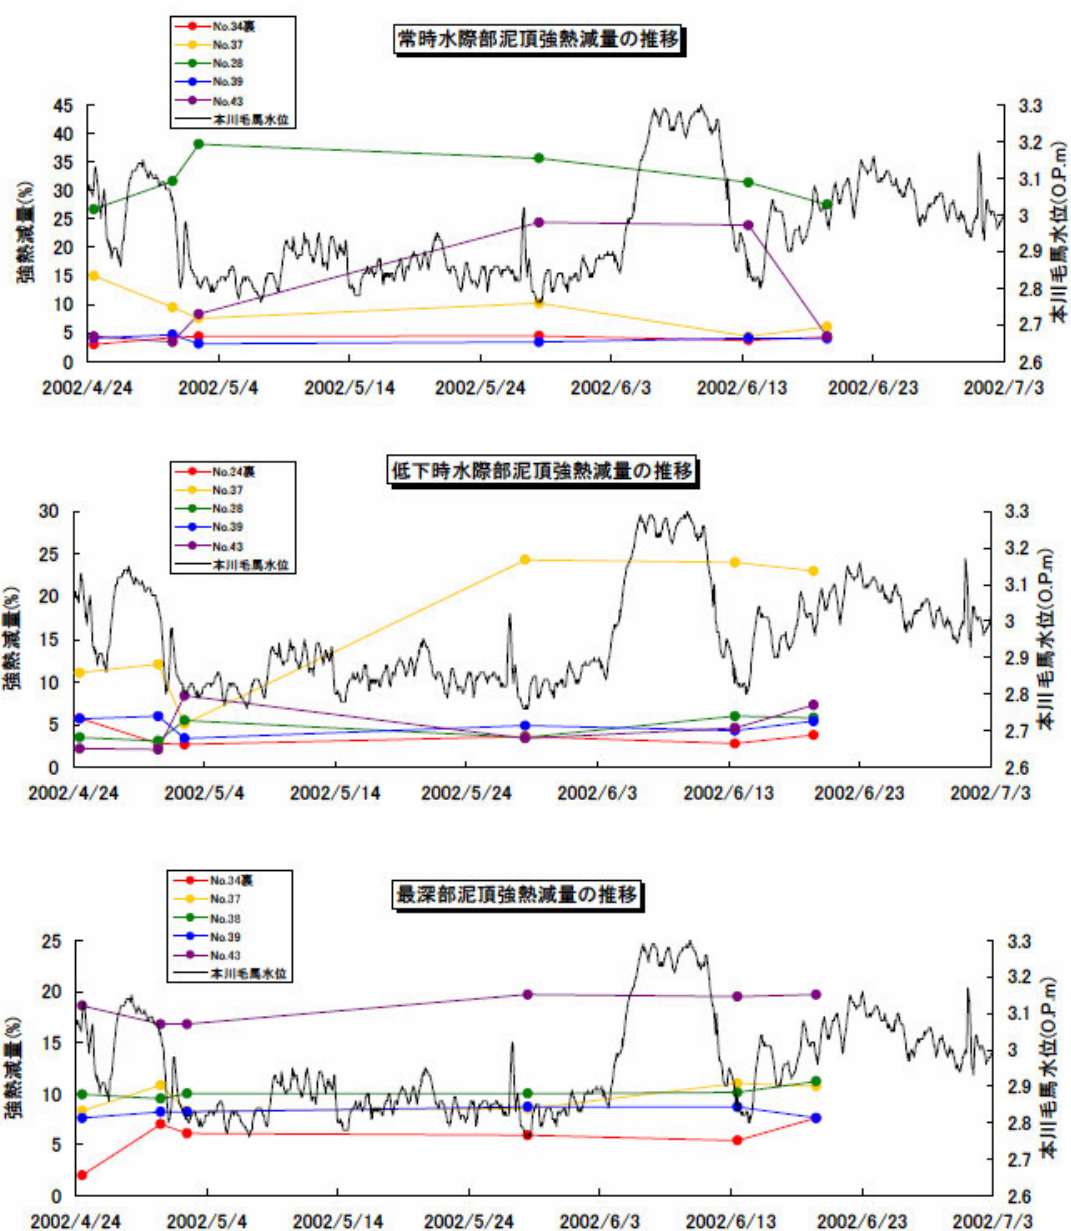 常時水際部泥頂強熱減量の推移
No.34裏
No.37
No.28
No.39
No.43
本川毛馬水位
強熱減量(%)
45
40
35
30
25
20
15
10
5
0
3.3
3.2
3.1
3
2.9
2.8
2.7
2.6
本川毛馬水位(O.P.m)
2002/4/24 2002/5/4 2002/5/14 2002/5/24 2002/6/3 2002/6/13 2002/6/23 2002/7/3
低下時水際部泥頂強熱減量の推移
No.24裏
No.37
No.28
No.39
No.43
本川毛馬水位
強熱減量(%)
30
25
20
15
10
5
0
3.3
3.2
3.1
3
2.9
2.8
2.7
2.6
本川毛馬水位(O.P.m)
2002/4/24 2002/5/4 2002/5/14 2002/5/24 2002/6/3 2002/6/13 2002/6/23 2002/7/3
最深部泥頂強熱減量の推移
No.34裏
No.37
No.38
No.39
No.43
本川毛馬水位
強熱減量(%)
25
20
15
10
5
0
3.3
3.2
3.1
3
2.9
2.8
2.7
2.6
本川毛馬水位(O.P.m)
2002/4/24 2002/5/4 2002/5/14 2002/5/24 2002/6/3 2002/6/13 2002/6/23 2002/7/3